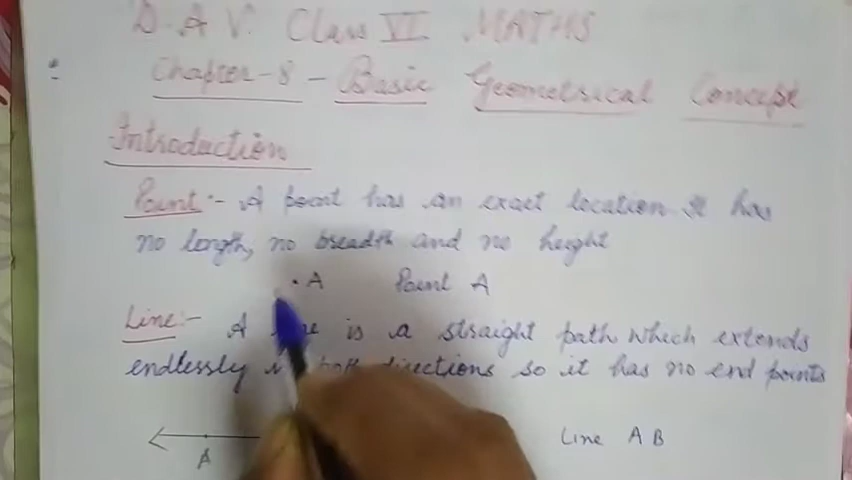 D. A V. Class VI MATHS
Chapter-8 - Basic Geometrical Concept
Introduction
Point :- A point has an exact location It has
no length, no breadth and no height
. A Point A
Line :- A is a straight path which extends
endlessly both directions so it has no end points
A Line A B